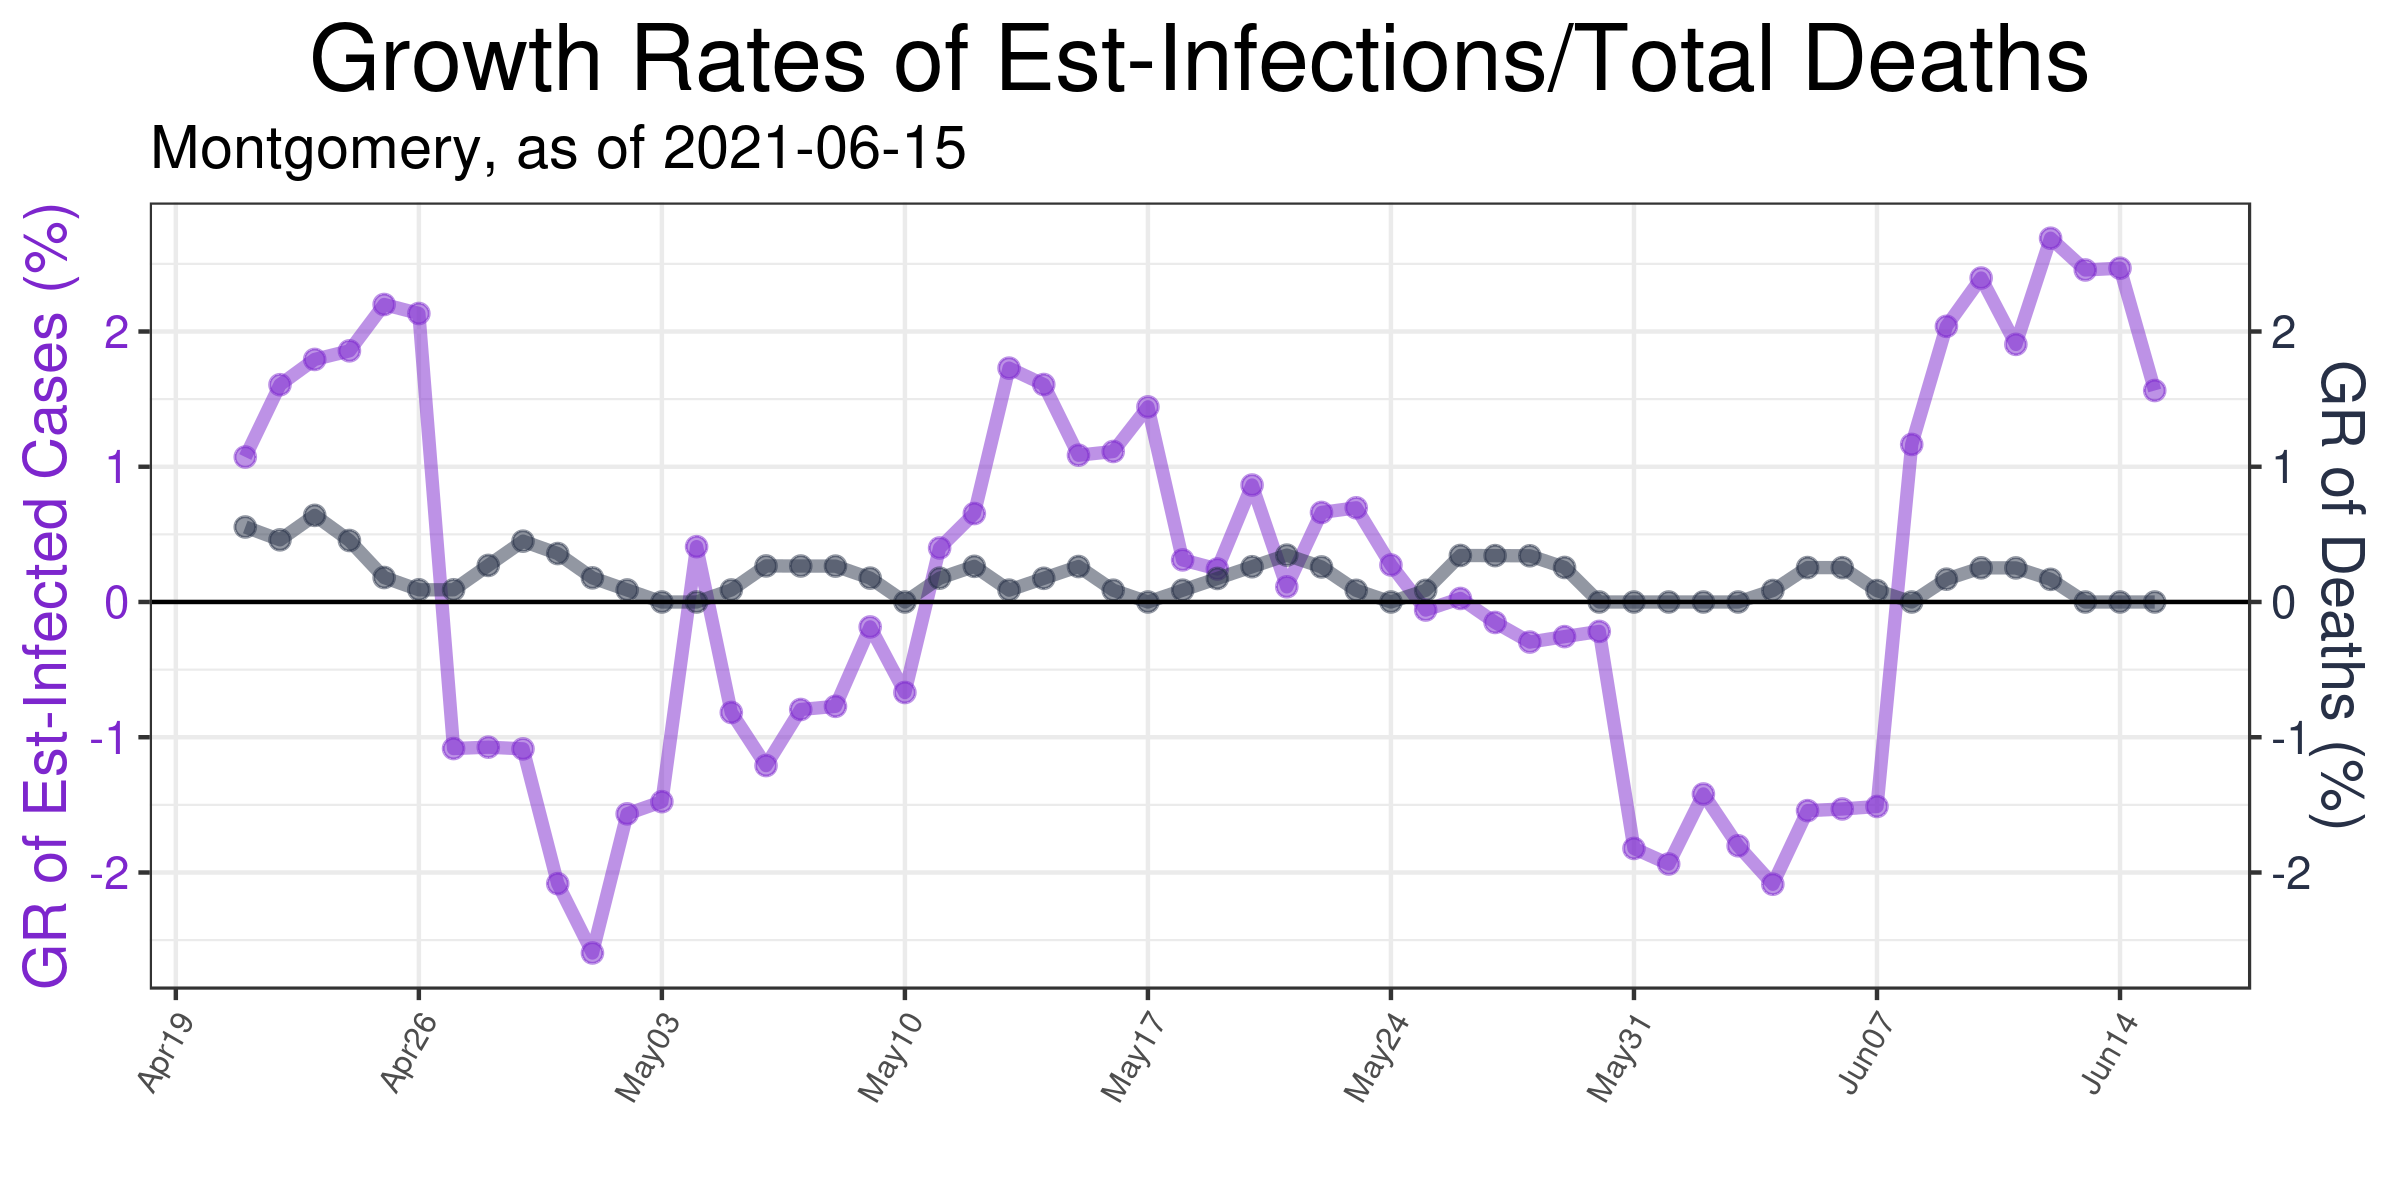 Growth Rates of Est-Infections/Total Deaths
Montgomery, as of 2021-06-15
GR of Est-Infected Cases (%)
2
1
0
-1
-2
2
1
0
-1
-2
GR of Deaths (%)
Apr19
Apr26
May03
May10
May17
May24
May31
Jun07
Jun14